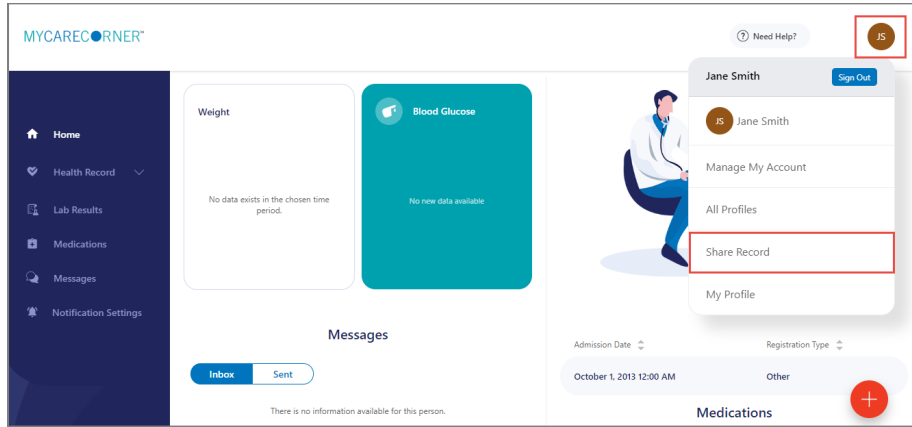 MYCARECORNER™
Need Help?
JS
Jane Smith
Sign Out
JS Jane Smith
Manage My Account
All Profiles
Share Record
My Profile
Home
Health Record
Lab Results
Medications
Messages
Notification Settings
Weight
No data exists in the chosen time
period.
Blood Glucose
No new data available
Messages
Inbox
Sent
There is no information available for this person.
Admission Date
Registration Type
October 1, 2013 12:00 AM
Other
Medications